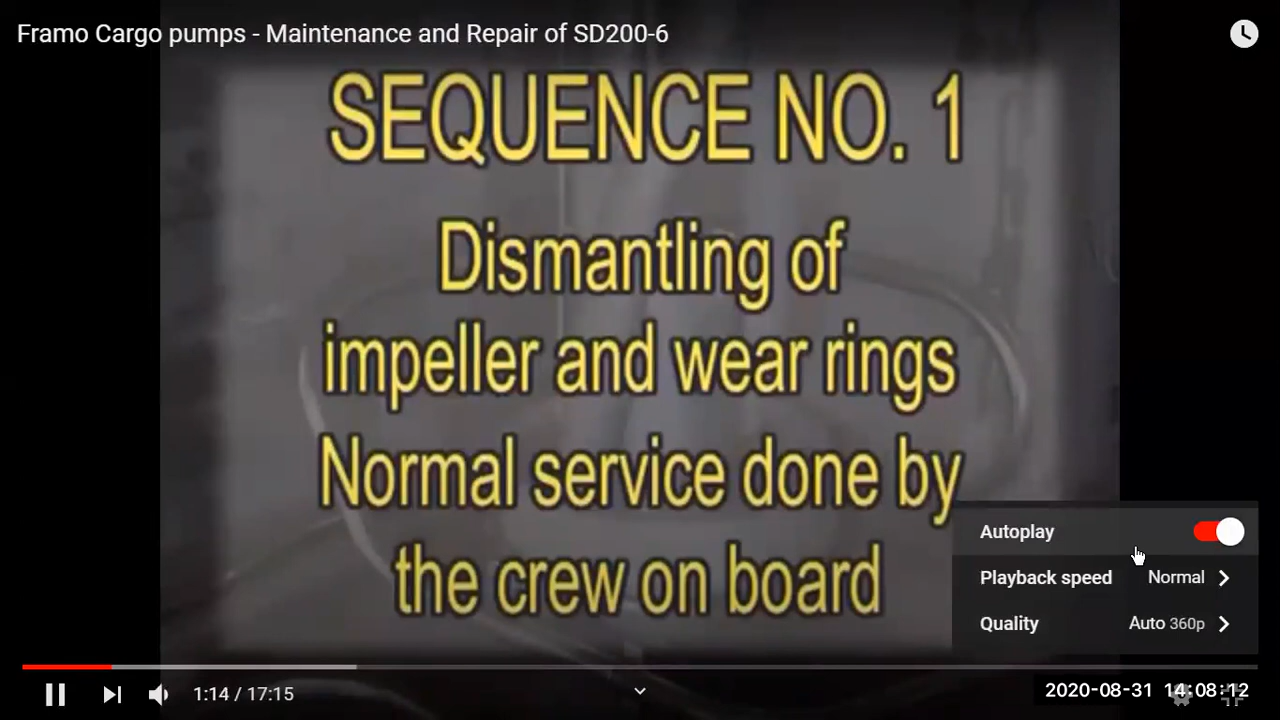 Framo Cargo pumps - Maintenance and Repair of SD200-6
SEQUENCE NO. 1
Dismantling of
impeller and wear rings
Normal service done by
the crew on board
Autoplay
Playback speed Normal
Quality Auto 360p
1:14 / 17:15
2020-08-31 14:08:12